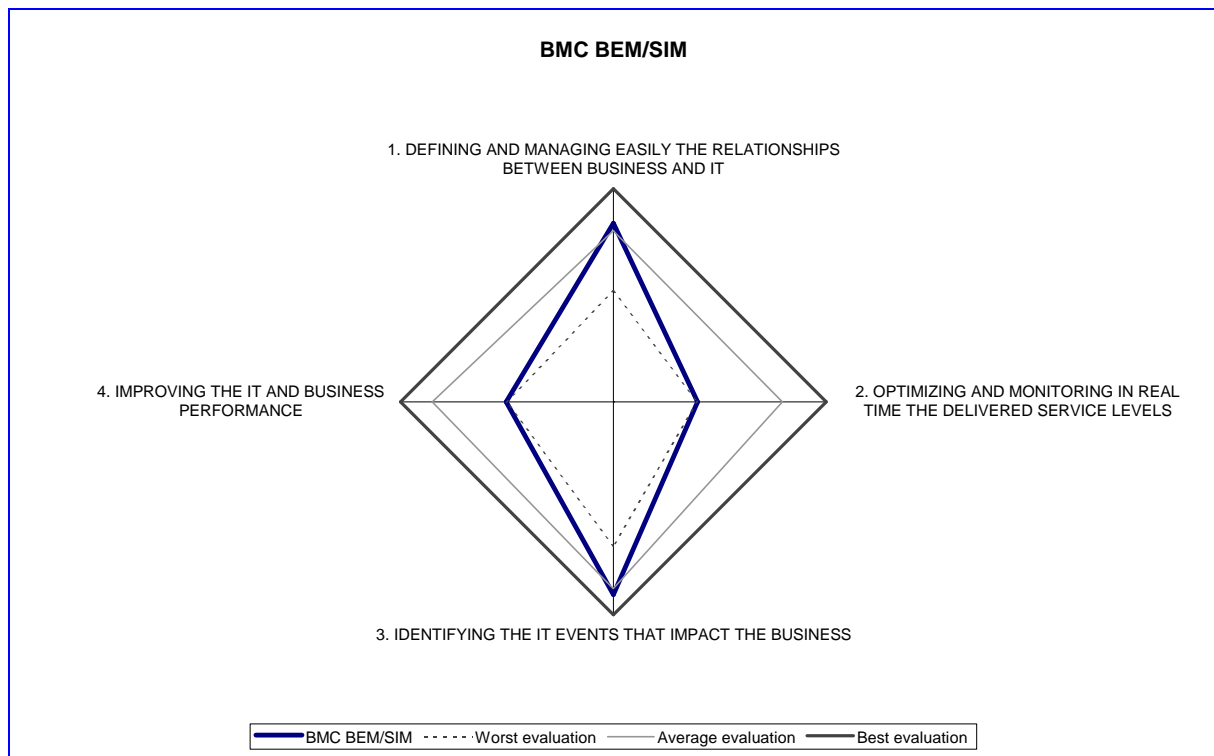 BMC BEM/SIM
1. DEFINING AND MANAGING EASILY THE RELATIONSHIPS
BETWEEN BUSINESS AND IT
4. IMPROVING THE IT AND BUSINESS
PERFORMANCE
2. OPTIMIZING AND MONITORING IN REAL
TIME THE DELIVERED SERVICE LEVELS
3. IDENTIFYING THE IT EVENTS THAT IMPACT THE BUSINESS
BMC BEM/SIM Worst evaluation Average evaluation Best evaluation